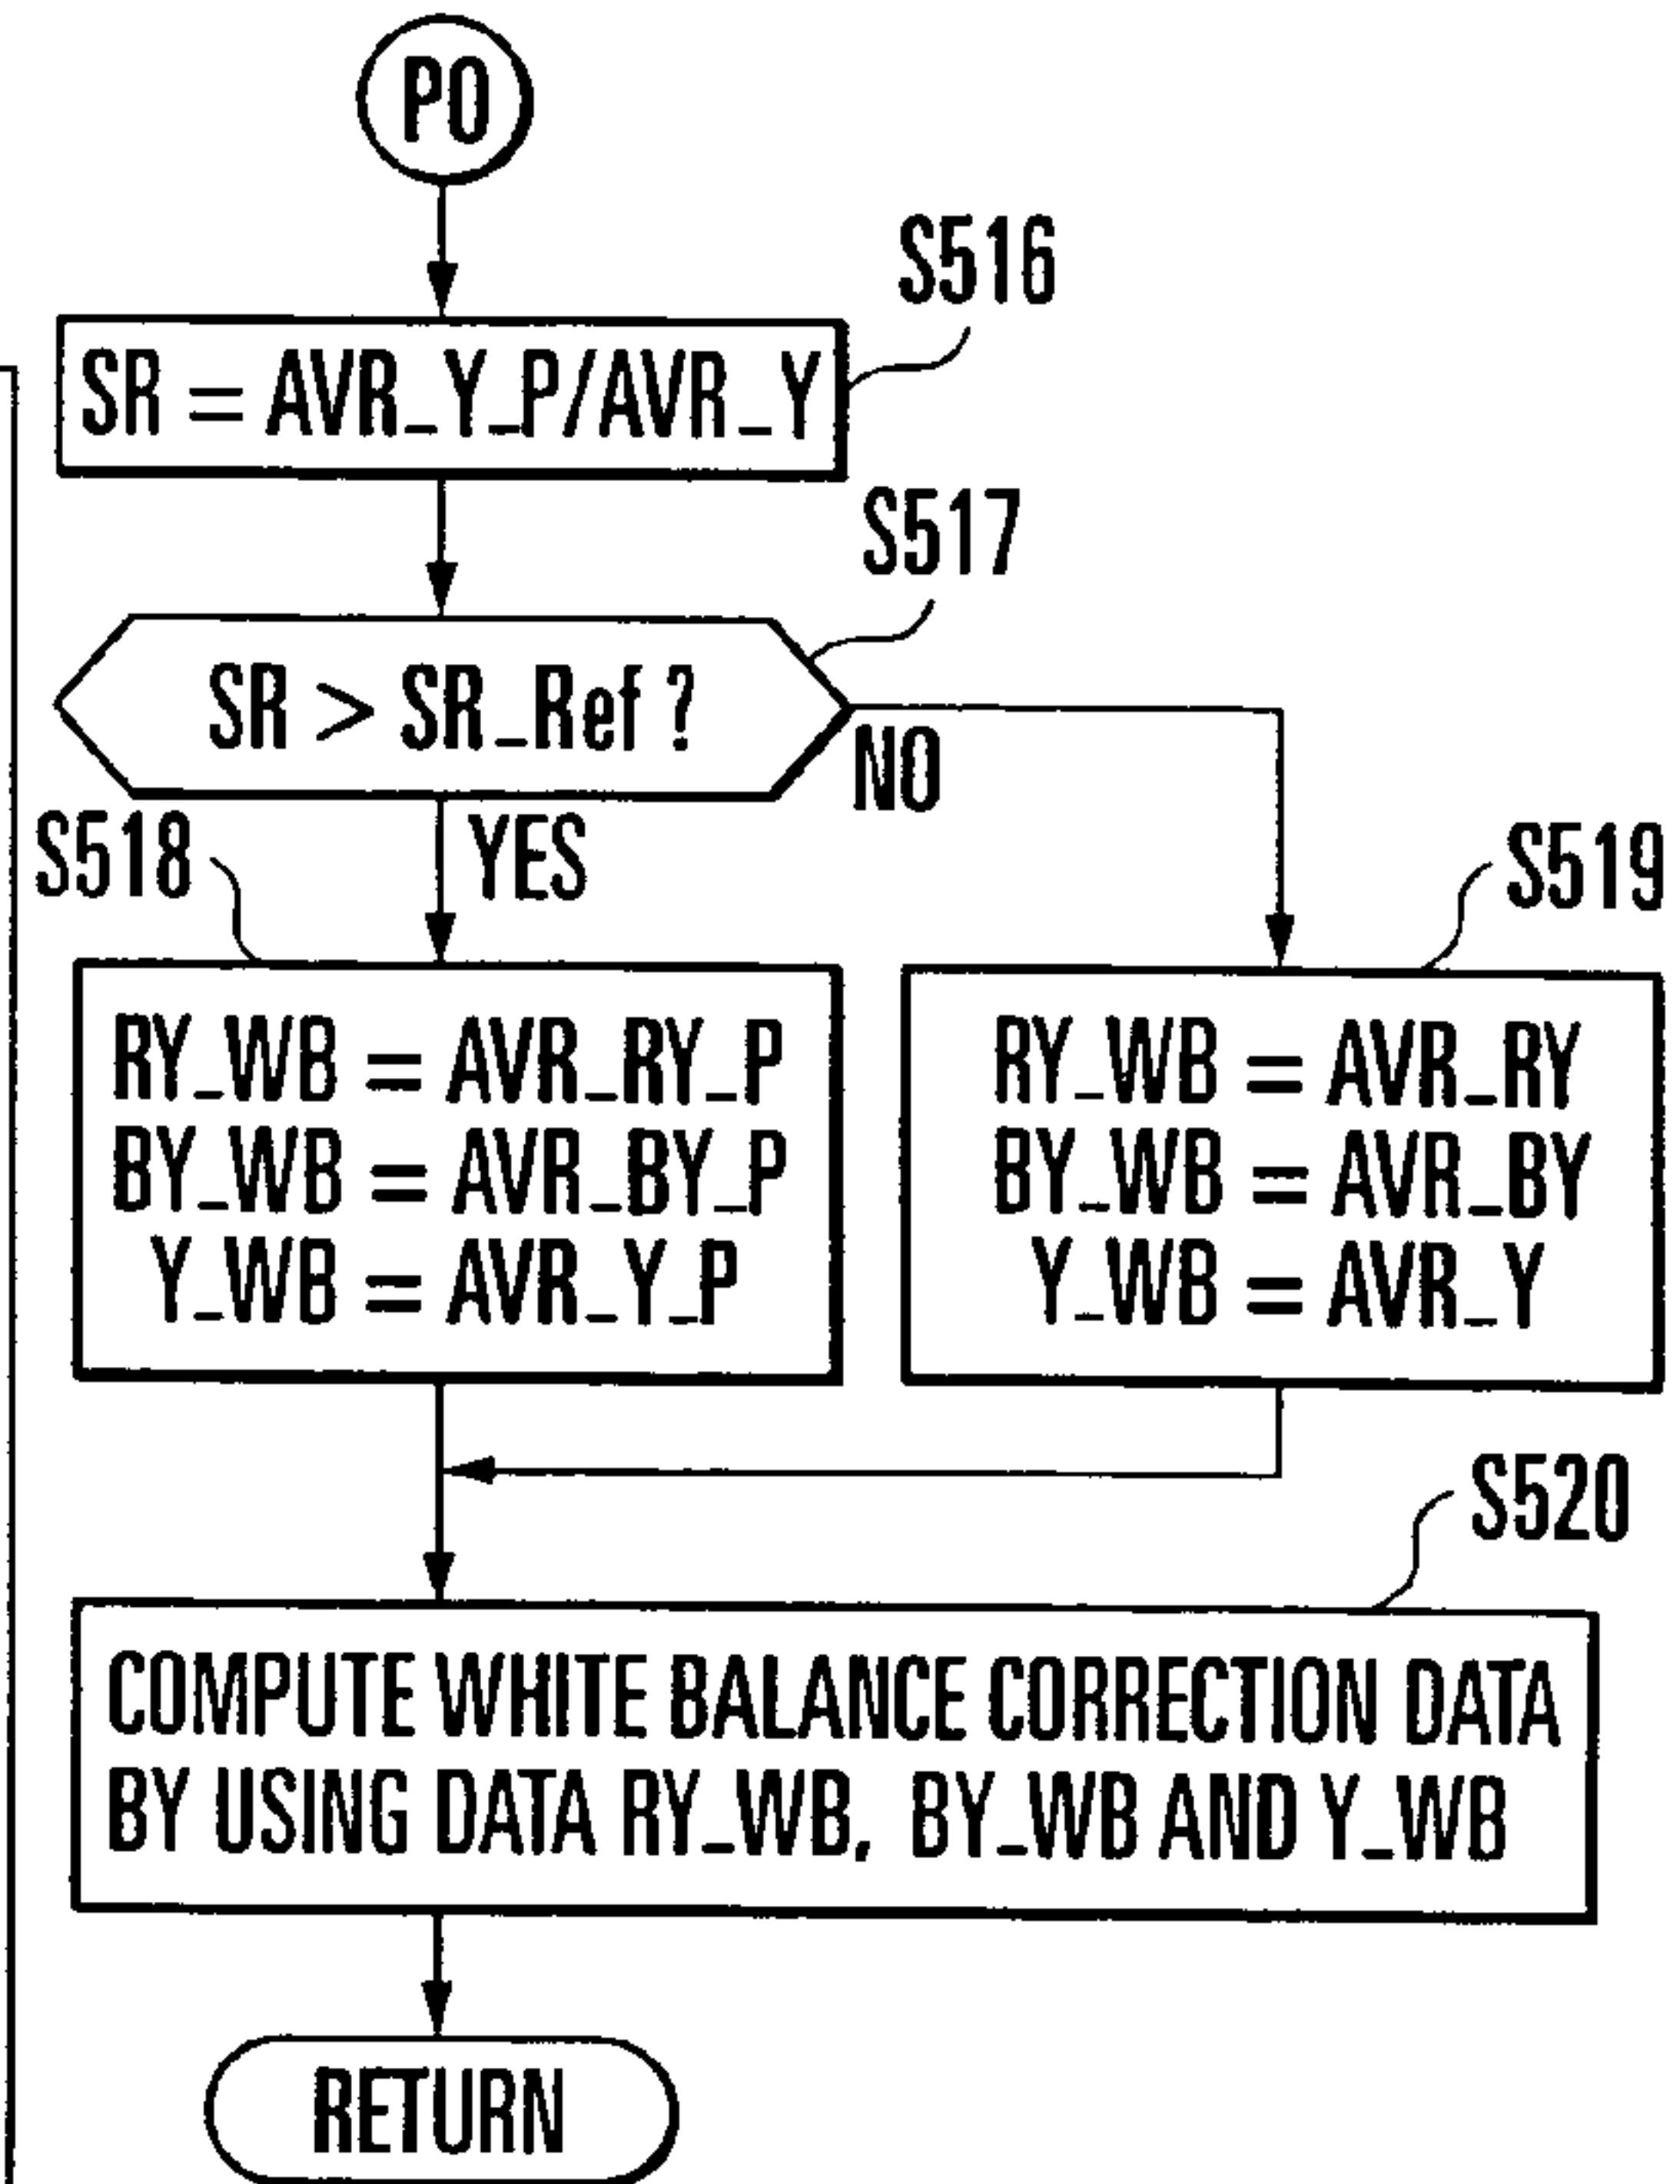 PO
S516
SR = AVR_Y_P/AVR_Y
S517
SR > SR_Ref ?
NO
S518
YES
S519
RY_WB = AVR_RY_P
BY_WB = AVR_BY_P
Y_WB = AVR_Y_P
RY_WB = AVR_RY
BY_WB = AVR_BY
Y_WB = AVR_Y
S520
COMPUTE WHITE BALANCE CORRECTION DATA
BY USING DATA RY_WB, BY_WB AND Y_WB
RETURN